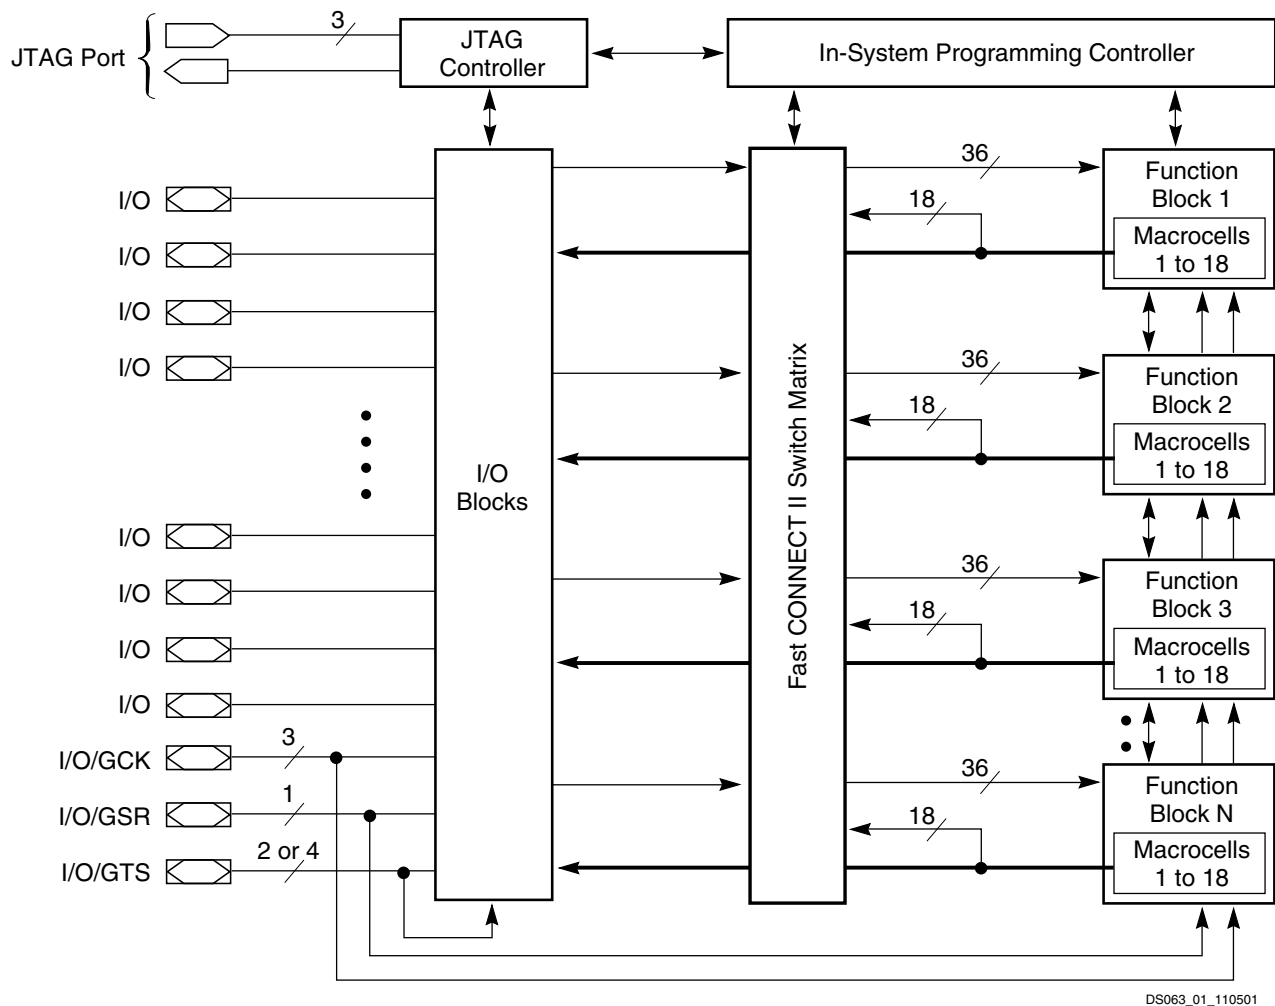 JTAG Port
3
JTAG
Controller
In-System Programming Controller
I/O
I/O
I/O
I/O
I/O
I/O
I/O
I/O
I/O/GCK
3
I/O/GSR
1
I/O/GTS
2 or 4
I/O
Blocks
Fast CONNECT II Switch Matrix
36
18
Function
Block 1
Macrocells
1 to 18
36
18
Function
Block 2
Macrocells
1 to 18
36
18
Function
Block 3
Macrocells
1 to 18
36
18
Function
Block N
Macrocells
1 to 18
DS063_01_110501